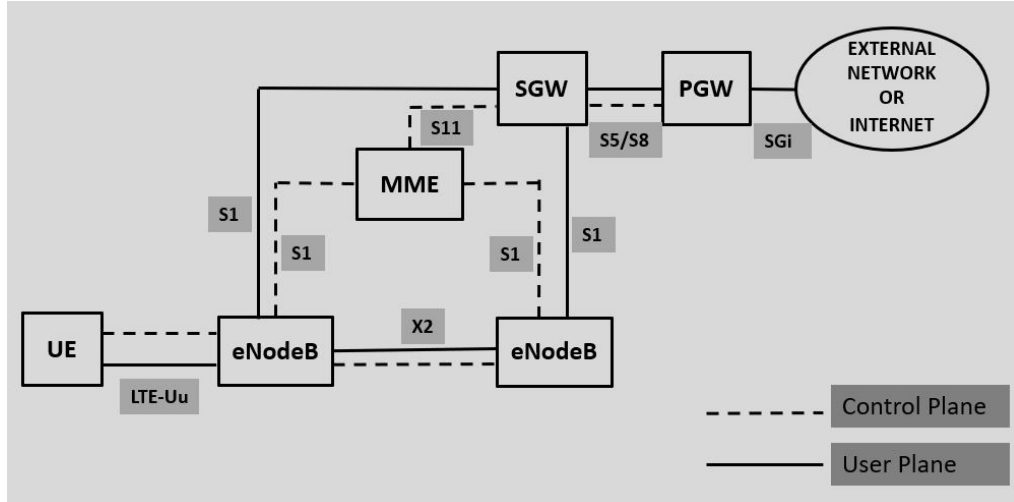 EXTERNAL
NETWORK
OR
INTERNET
SGW
PGW
S11
S5/S8
SGi
MME
S1
S1
S1
S1
X2
UE
eNodeB
eNodeB
LTE-Uu
Control Plane
User Plane